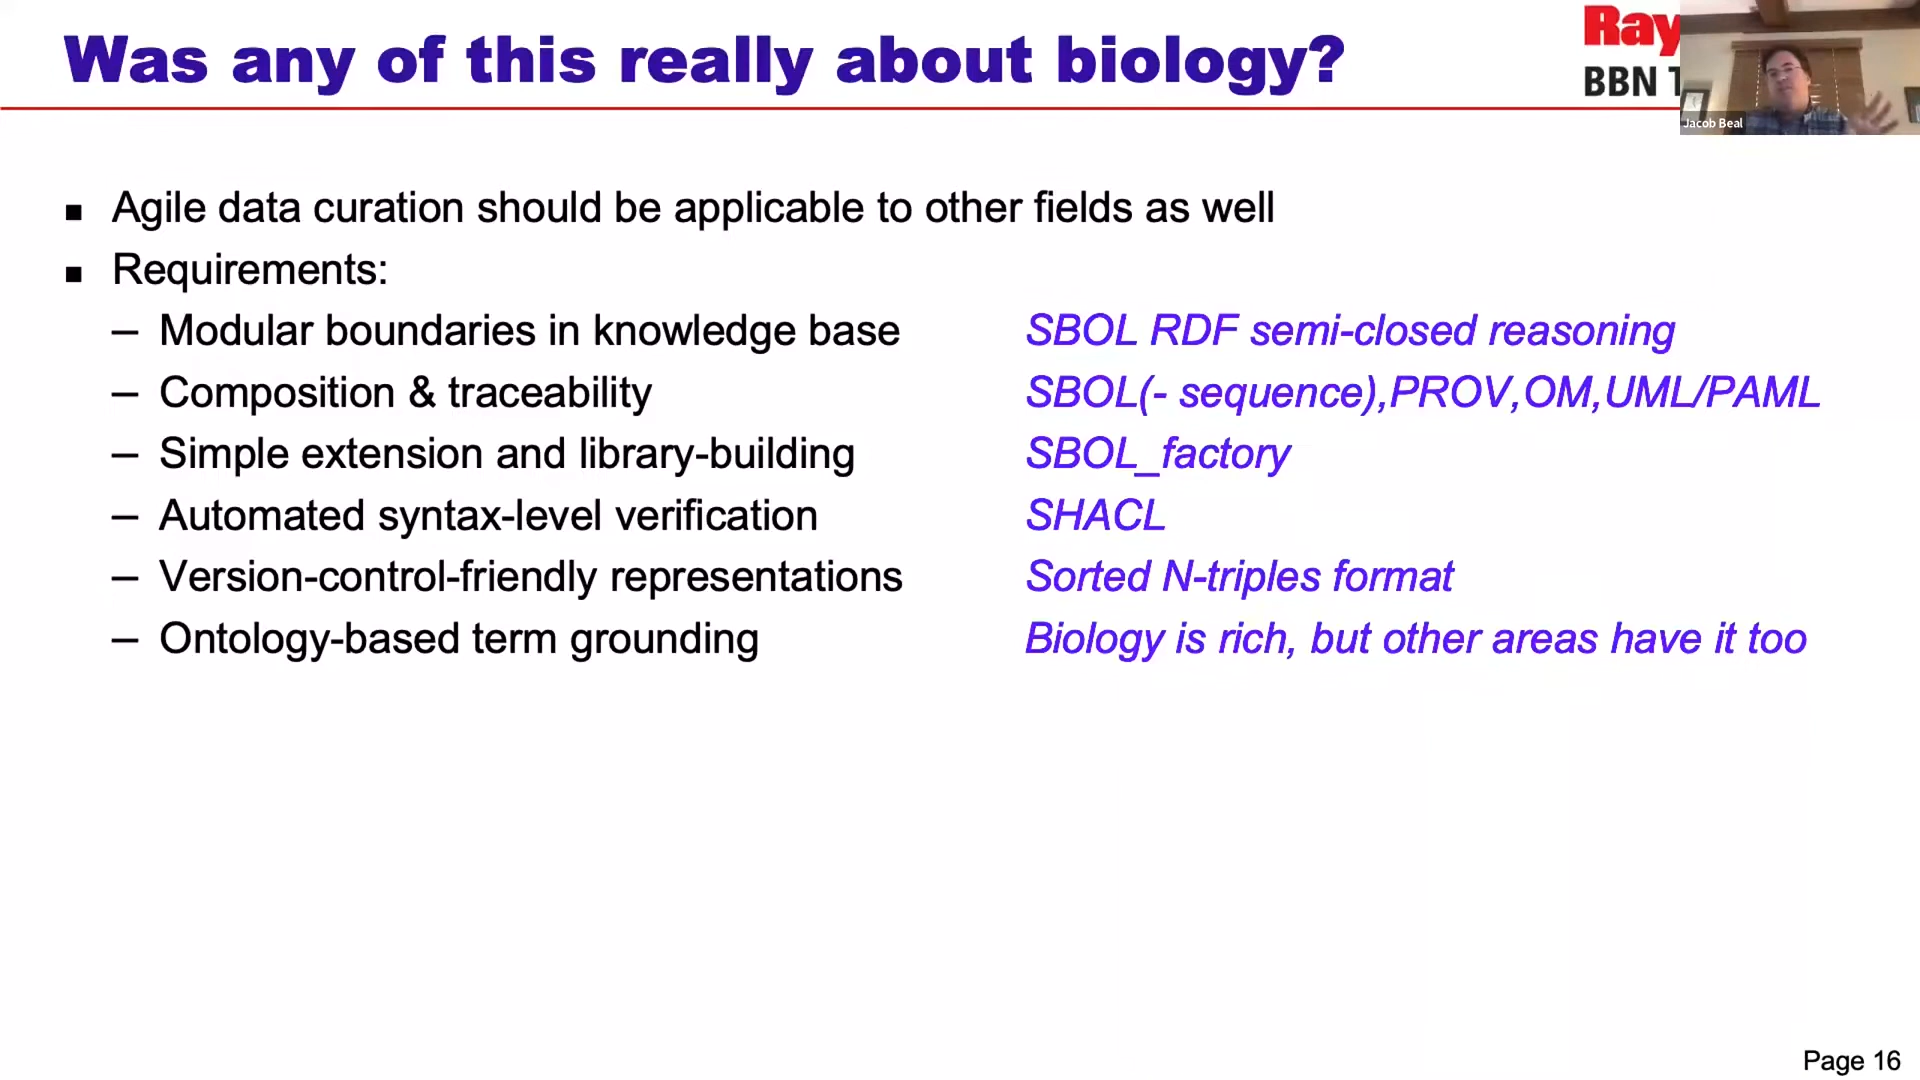 Was any of this really about biology?
Ray
BBN T
Jacob Beal
▪ Agile data curation should be applicable to other fields as well
▪ Requirements:
– Modular boundaries in knowledge base SBOL RDF semi-closed reasoning
– Composition & traceability SBOL(- sequence),PROV,OM,UML/PAML
– Simple extension and library-building SBOL_factory
– Automated syntax-level verification SHACL
– Version-control-friendly representations Sorted N-triples format
– Ontology-based term grounding Biology is rich, but other areas have it too
Page 16